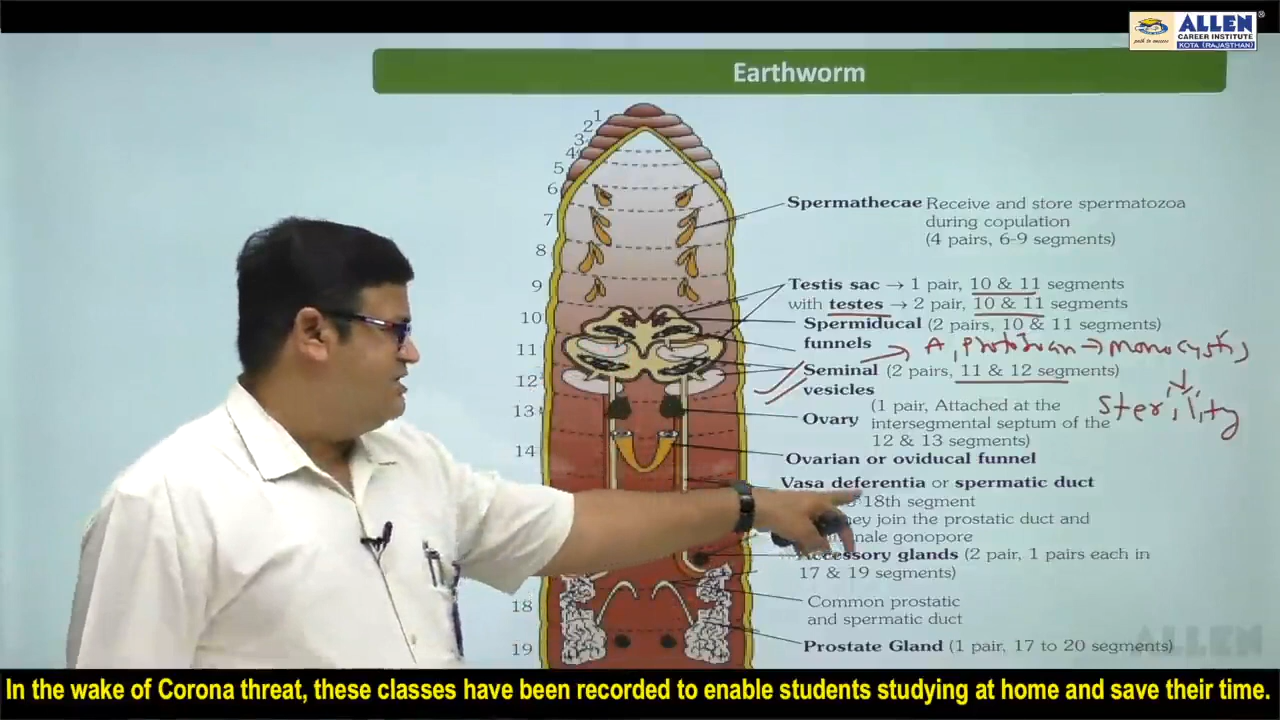 ALLEN
CAREER INSTITUTE
KOTA (RAJASTHAN)
path to success
Earthworm
1
2
3
4
5
6
7
8
9
10
11
12
13
14
18
19
Spermathecae Receive and store spermatozoa
during copulation
(4 pairs, 6-9 segments)
Testis sac → 1 pair, 10 & 11 segments
with testes → 2 pair, 10 & 11 segments
Spermiducal (2 pairs, 10 & 11 segments)
funnels → A, Protozoan → Monocystis
Seminal (2 pairs, 11 & 12 segments)
vesicles
Sterility
Ovary (1 pair, Attached at the
intersegmental septum of the
12 & 13 segments)
Ovarian or oviducal funnel
Vasa deferentia or spermatic duct
18th segment
they join the prostatic duct and
male gonopore
Accessory glands (2 pair, 1 pairs each in
17 & 19 segments)
Common prostatic
and spermatic duct
Prostate Gland (1 pair, 17 to 20 segments)
ALLEN
In the wake of Corona threat, these classes have been recorded to enable students studying at home and save their time.